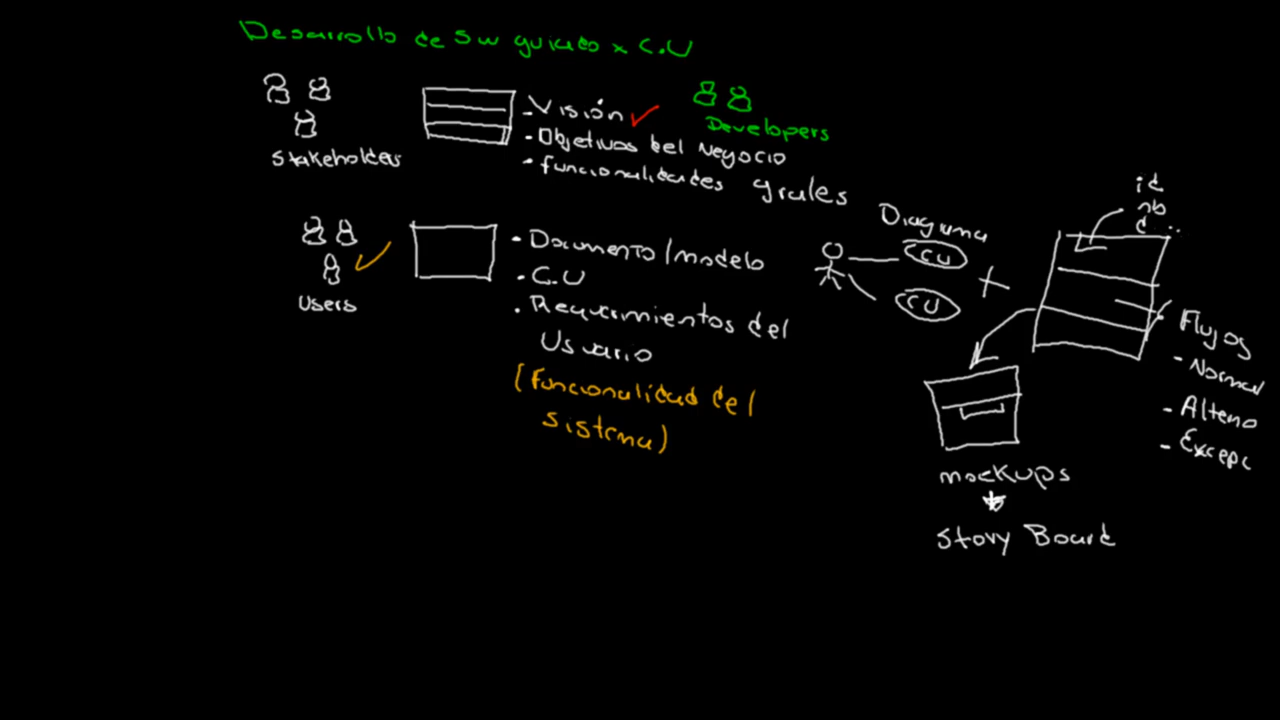 Desarrollo de SW guiado x C.U
Stakeholders
- Visión
• Objetivos del Negocio
• funcionalidades grales
Developers
Users
• Documento/modelo
• C.U
• Requerimientos del
Usuario
(Funcionalidad del
sistema)
Diagrama
CU
CU
+
id
nb
d...
Flujos
- Normal
- Alterno
- Excepc
mockups
Story Board